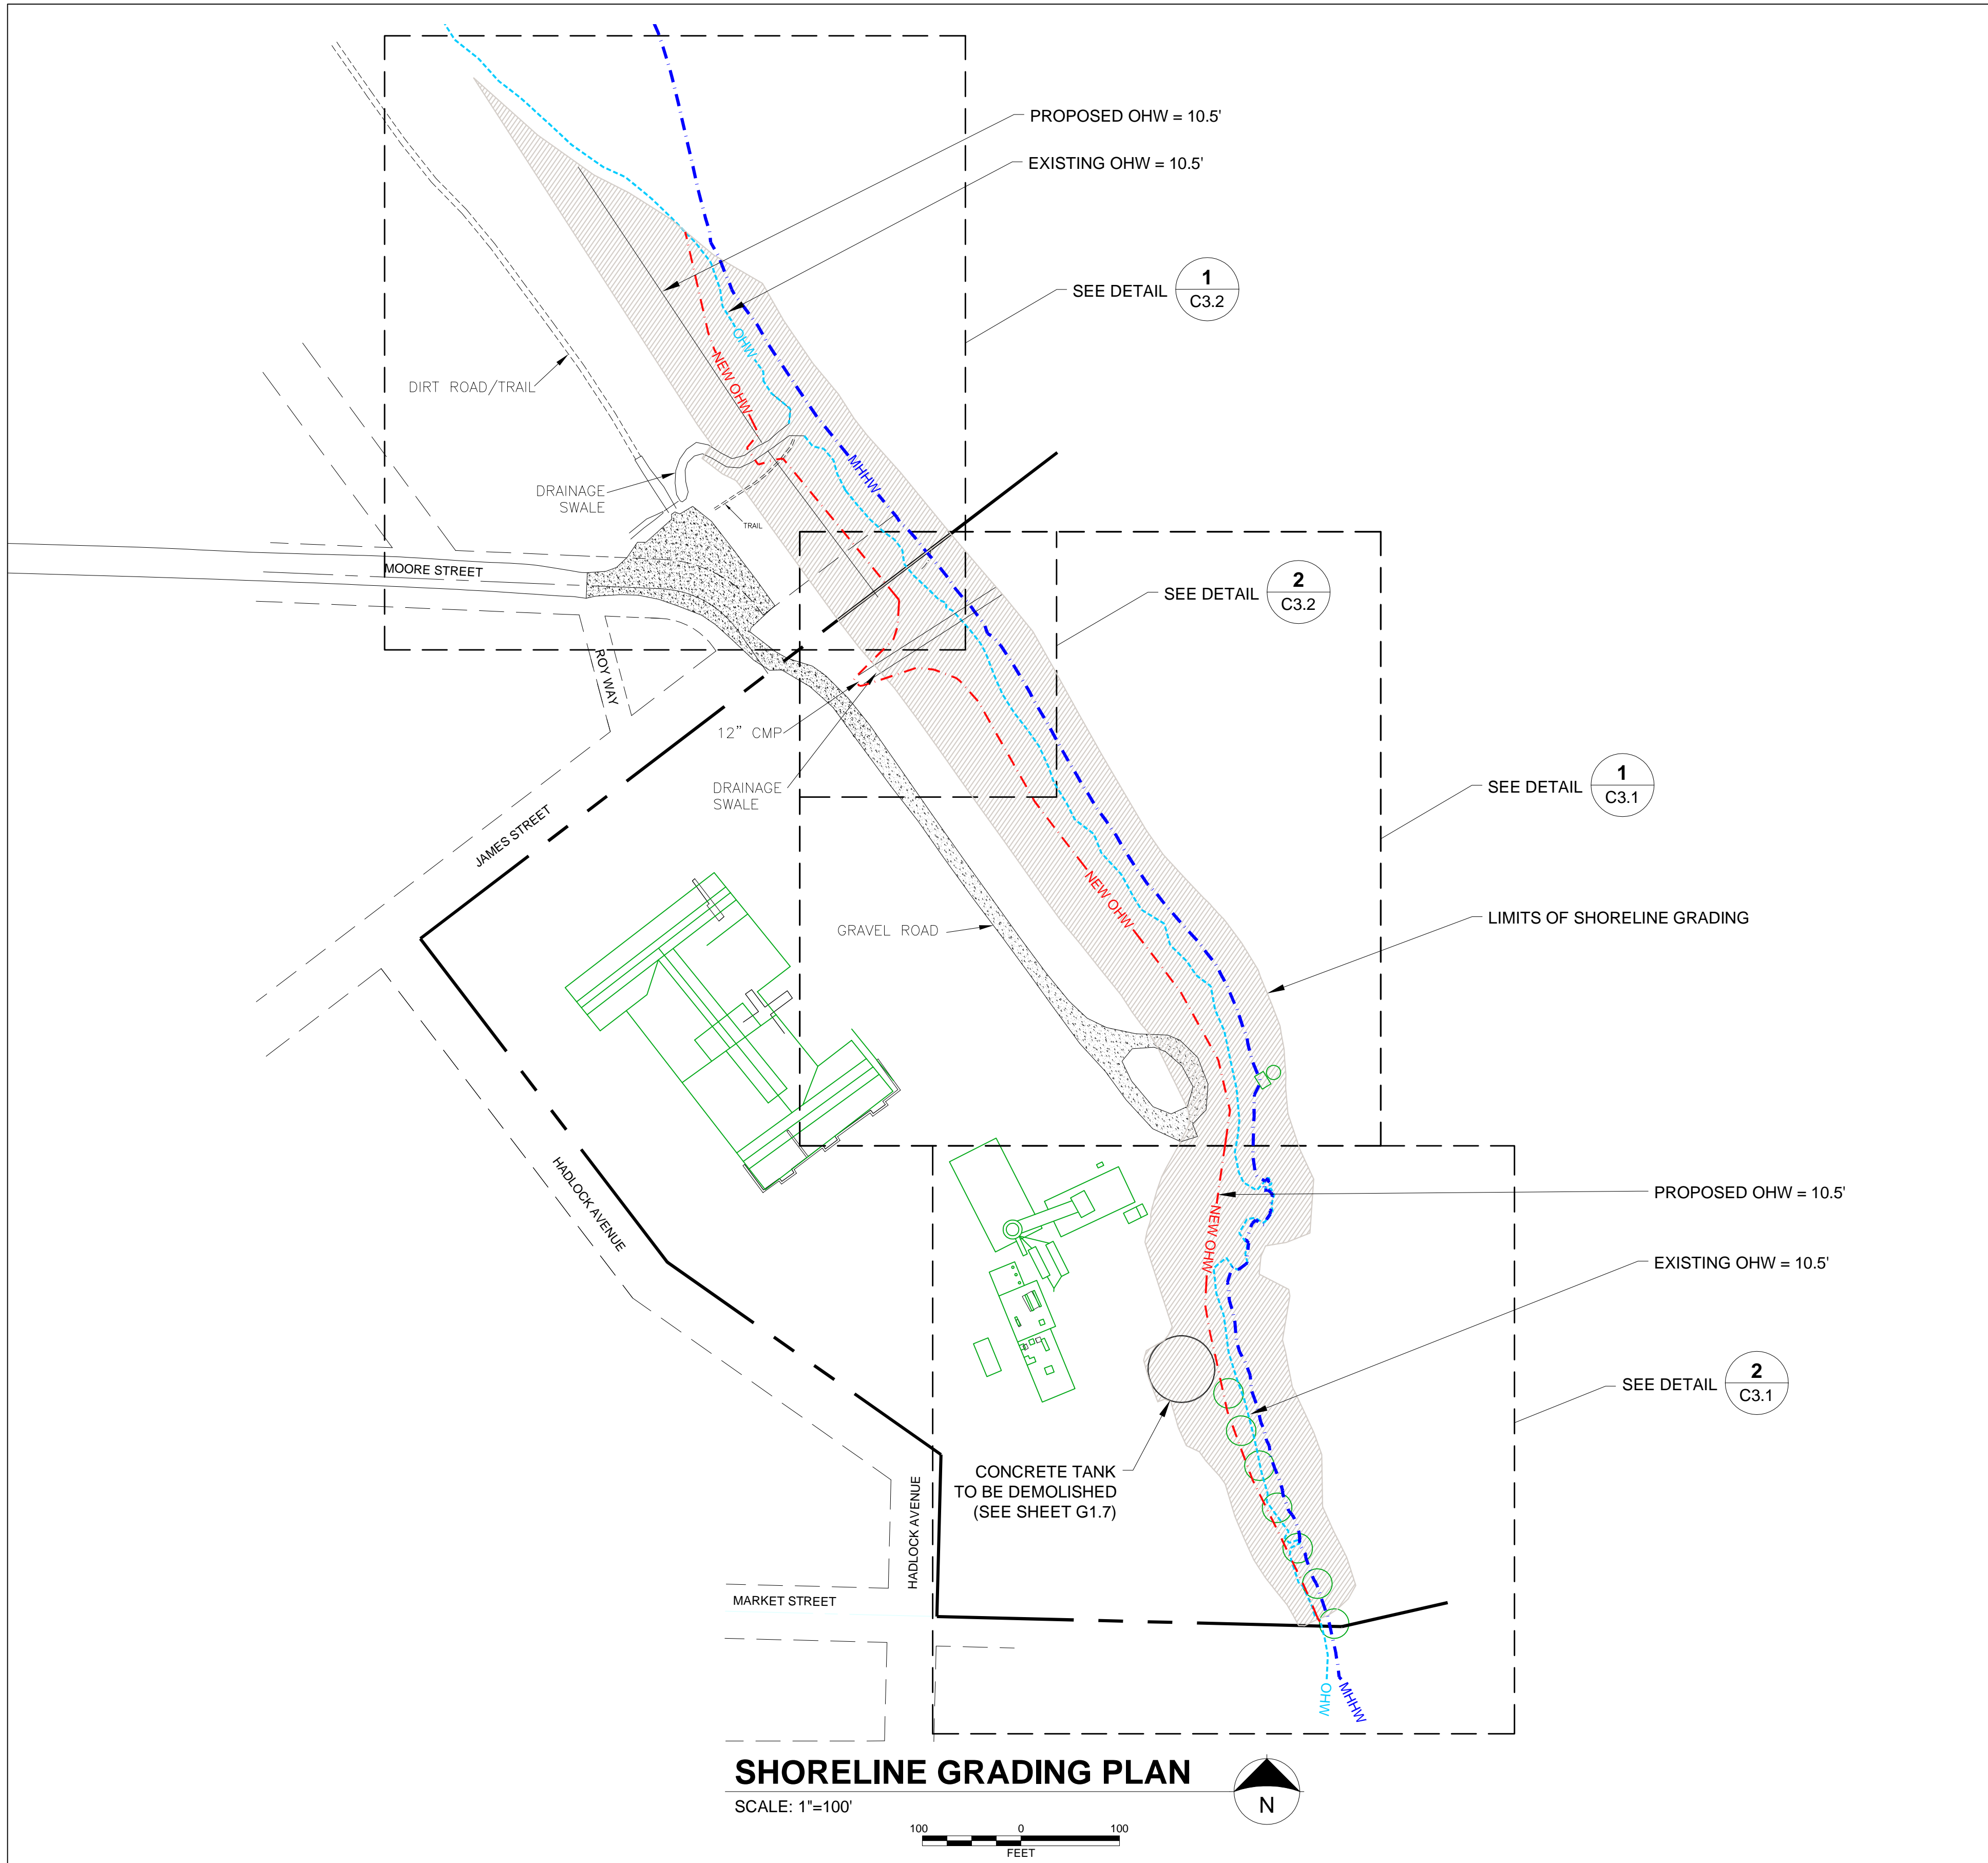 PROPOSED OHW = 10.5'
EXISTING OHW = 10.5'
SEE DETAIL
1
C3.2
OHW
NEW OHW
DIRT ROAD/TRAIL
MHHW
DRAINAGE
SWALE
TRAIL
MOORE STREET
SEE DETAIL
2
C3.2
ROY WAY
12” CMP
DRAINAGE
SWALE
SEE DETAIL
1
C3.1
JAMES STREET
NEW OHW
GRAVEL ROAD
LIMITS OF SHORELINE GRADING
HADLOCK AVENUE
PROPOSED OHW = 10.5'
NEW OHW
EXISTING OHW = 10.5'
SEE DETAIL
2
C3.1
CONCRETE TANK
TO BE DEMOLISHED
(SEE SHEET G1.7)
HADLOCK AVENUE
MARKET STREET
OHW
MHHW
SHORELINE GRADING PLAN
SCALE: 1"=100'
N
100 0 100
FEET